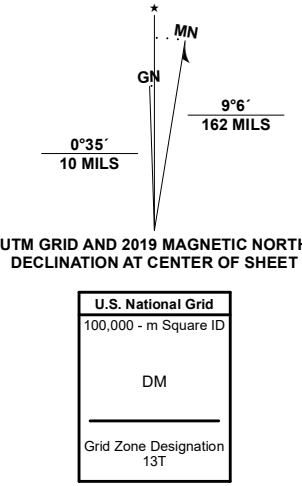 ★
MN
GN
9°6´
162 MILS
0°35´
10 MILS
UTM GRID AND 2019 MAGNETIC NORTH
DECLINATION AT CENTER OF SHEET
U.S. National Grid
100,000 - m Square ID
DM
Grid Zone Designation
13T